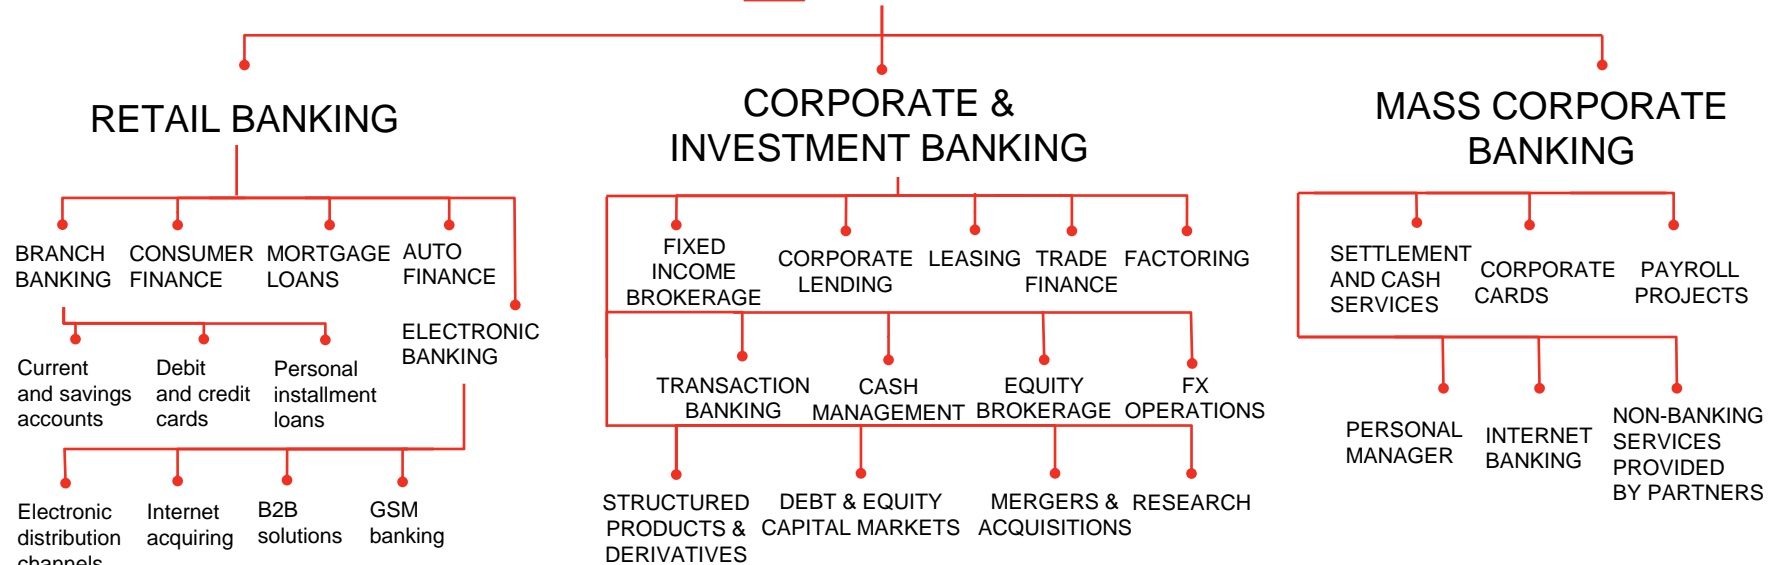 RETAIL BANKING
CORPORATE &
INVESTMENT BANKING
MASS CORPORATE
BANKING
BRANCH
BANKING
CONSUMER
FINANCE
MORTGAGE
LOANS
AUTO
FINANCE
ELECTRONIC
BANKING
Current
and savings
accounts
Debit
and credit
cards
Personal
installment
loans
Electronic
distribution
channels
Internet
acquiring
B2B
solutions
GSM
banking
FIXED
INCOME
BROKERAGE
CORPORATE
LENDING
LEASING
TRADE
FINANCE
FACTORING
TRANSACTION
BANKING
CASH
MANAGEMENT
EQUITY
BROKERAGE
FX
OPERATIONS
STRUCTURED
PRODUCTS &
DERIVATIVES
DEBT & EQUITY
CAPITAL MARKETS
MERGERS &
ACQUISITIONS
RESEARCH
SETTLEMENT
AND CASH
SERVICES
CORPORATE
CARDS
PAYROLL
PROJECTS
PERSONAL
MANAGER
INTERNET
BANKING
NON-BANKING
SERVICES
PROVIDED
BY PARTNERS